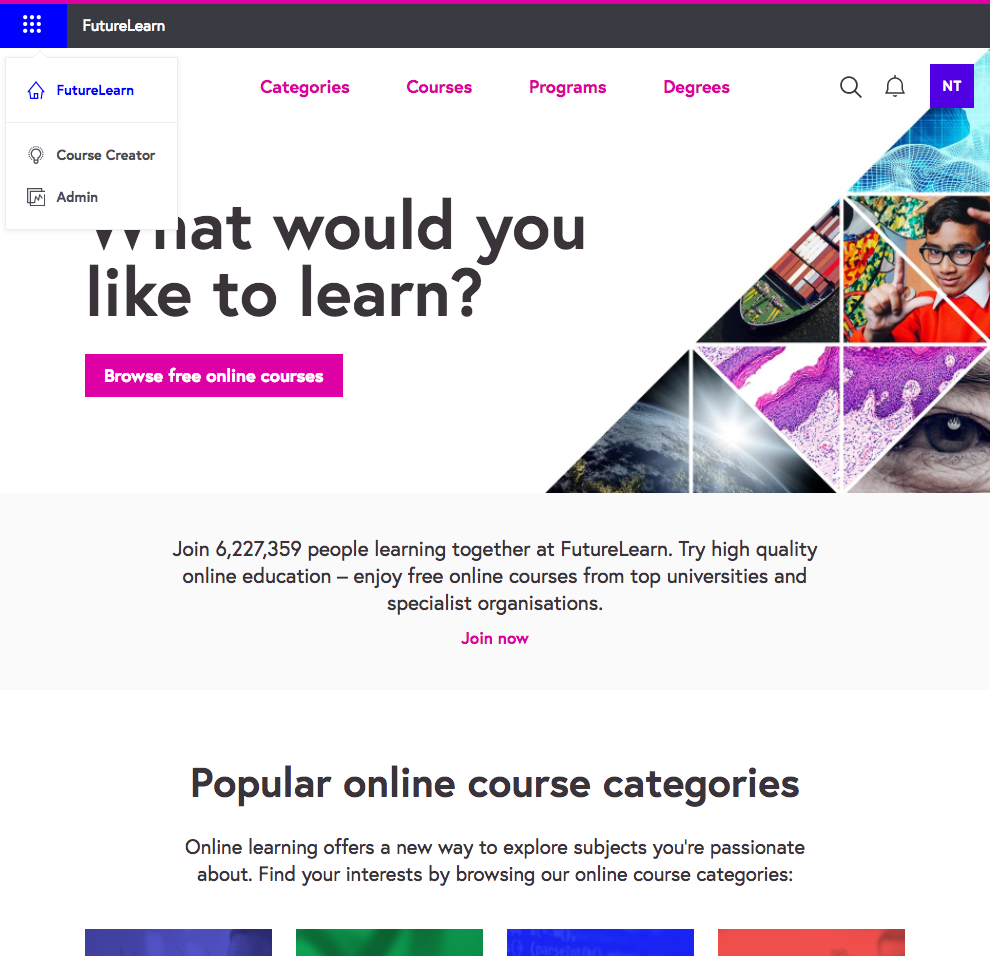 FutureLearn
FutureLearn
Course Creator
Admin
Categories Courses Programs Degrees
NT
What would you
like to learn?
Browse free online courses
Join 6,227,359 people learning together at FutureLearn. Try high quality
online education – enjoy free online courses from top universities and
specialist organisations.
Join now
Popular online course categories
Online learning offers a new way to explore subjects you're passionate
about. Find your interests by browsing our online course categories: